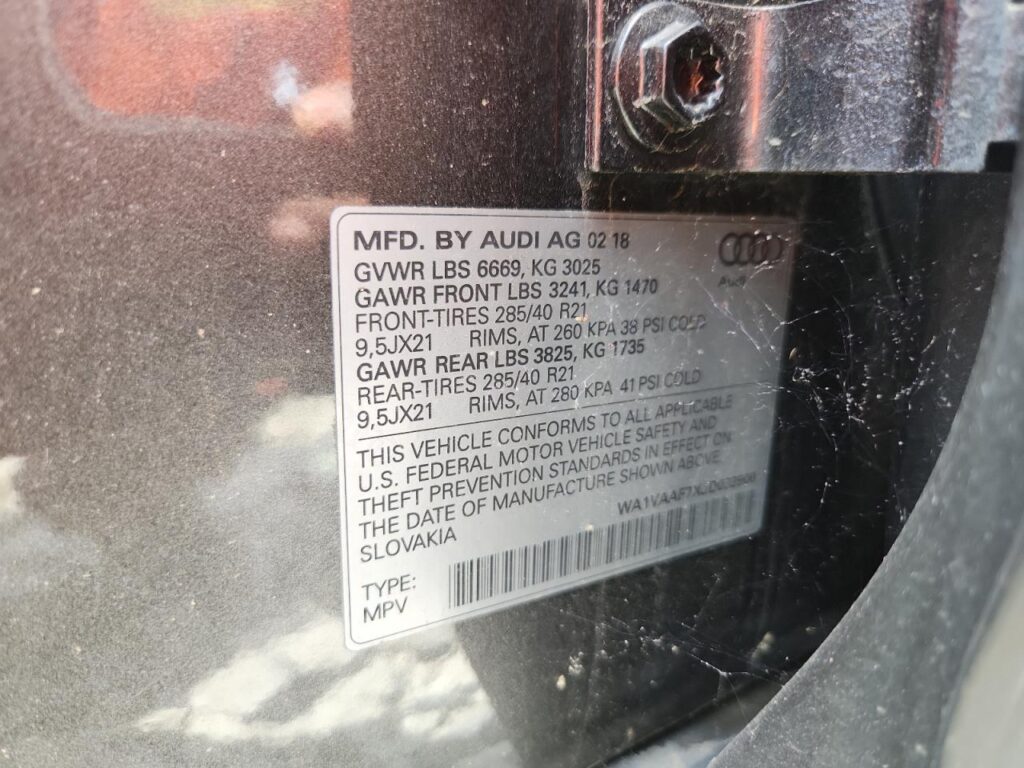 MFD. BY AUDI AG 02 18
Audi
GVWR LBS 6669, KG 3025
GAWR FRONT LBS 3241, KG 1470
FRONT-TIRES 285/40 R21
9,5JX21 RIMS, AT 260 KPA 38 PSI COLD
GAWR REAR LBS 3825, KG 1735
REAR-TIRES 285/40 R21
9,5JX21 RIMS, AT 280 KPA 41 PSI COLD
THIS VEHICLE CONFORMS TO ALL APPLICABLE
U.S. FEDERAL MOTOR VEHICLE SAFETY AND
THEFT PREVENTION STANDARDS IN EFFECT ON
THE DATE OF MANUFACTURE SHOWN ABOVE
SLOVAKIA
TYPE:
MPV